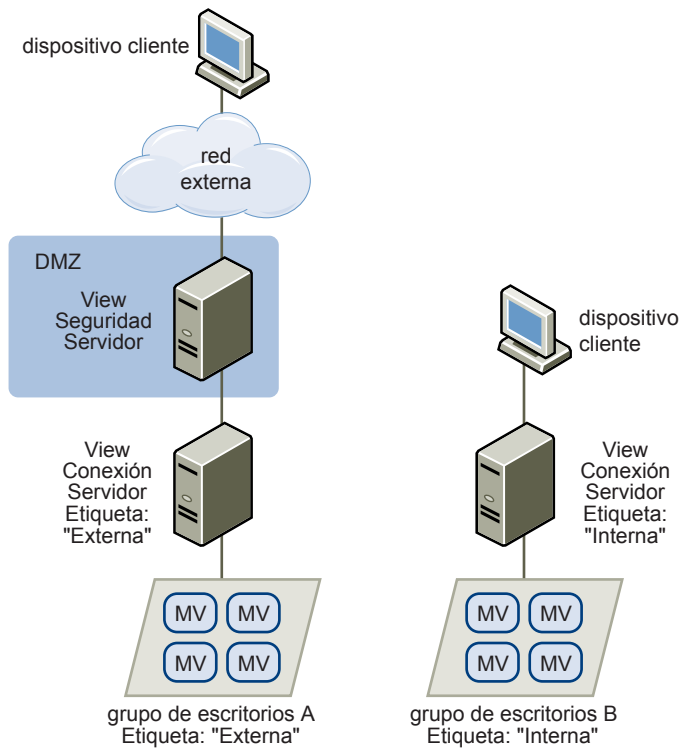 dispositivo cliente
red
externa
DMZ
View
Seguridad
Servidor
dispositivo
cliente
View
Conexión
Servidor
Etiqueta:
"Externa"
View
Conexión
Servidor
Etiqueta:
"Interna"
MV MV
MV MV
grupo de escritorios A
Etiqueta: "Externa"
MV MV
MV MV
grupo de escritorios B
Etiqueta: "Interna"